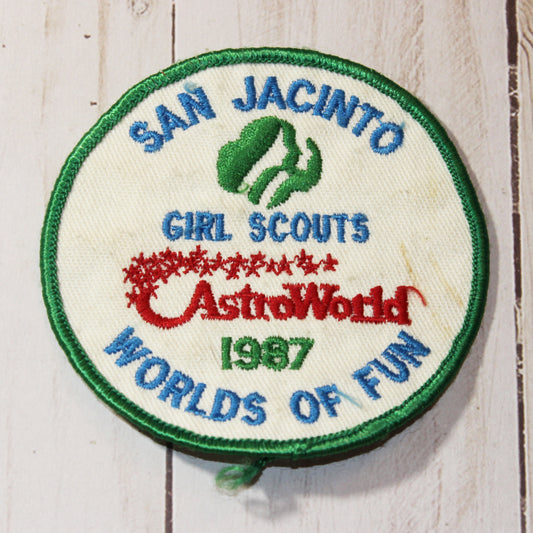 SAN JACINTO
GIRL SCOUTS
AstroWorld
1987
WORLDS OF FUN